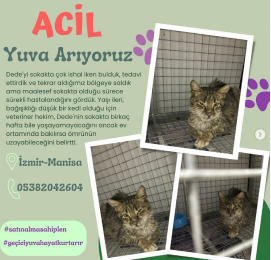 ACİL
Yuva Arıyoruz
Dede'yi sokakta çok ishal iken bulduk, tedavi
ettirdik ve tekrar aldığımız bölgeye saldık
ama maalesef sokakta olduğu sürece
sürekli hastalandığını gördük. Yaşı ileri,
bağışıklığı düşük bir kedi olduğu için
veteriner hekim, Dede'nin sokakta birkaç
hafta bile yaşayamayacağını ancak ev
ortamında bakılırsa ömrünün
uzayabileceğini belirtti.
İzmir-Manisa
05382042604
#satınalmasahiplen
#geçiciyuvahayatkurtarır